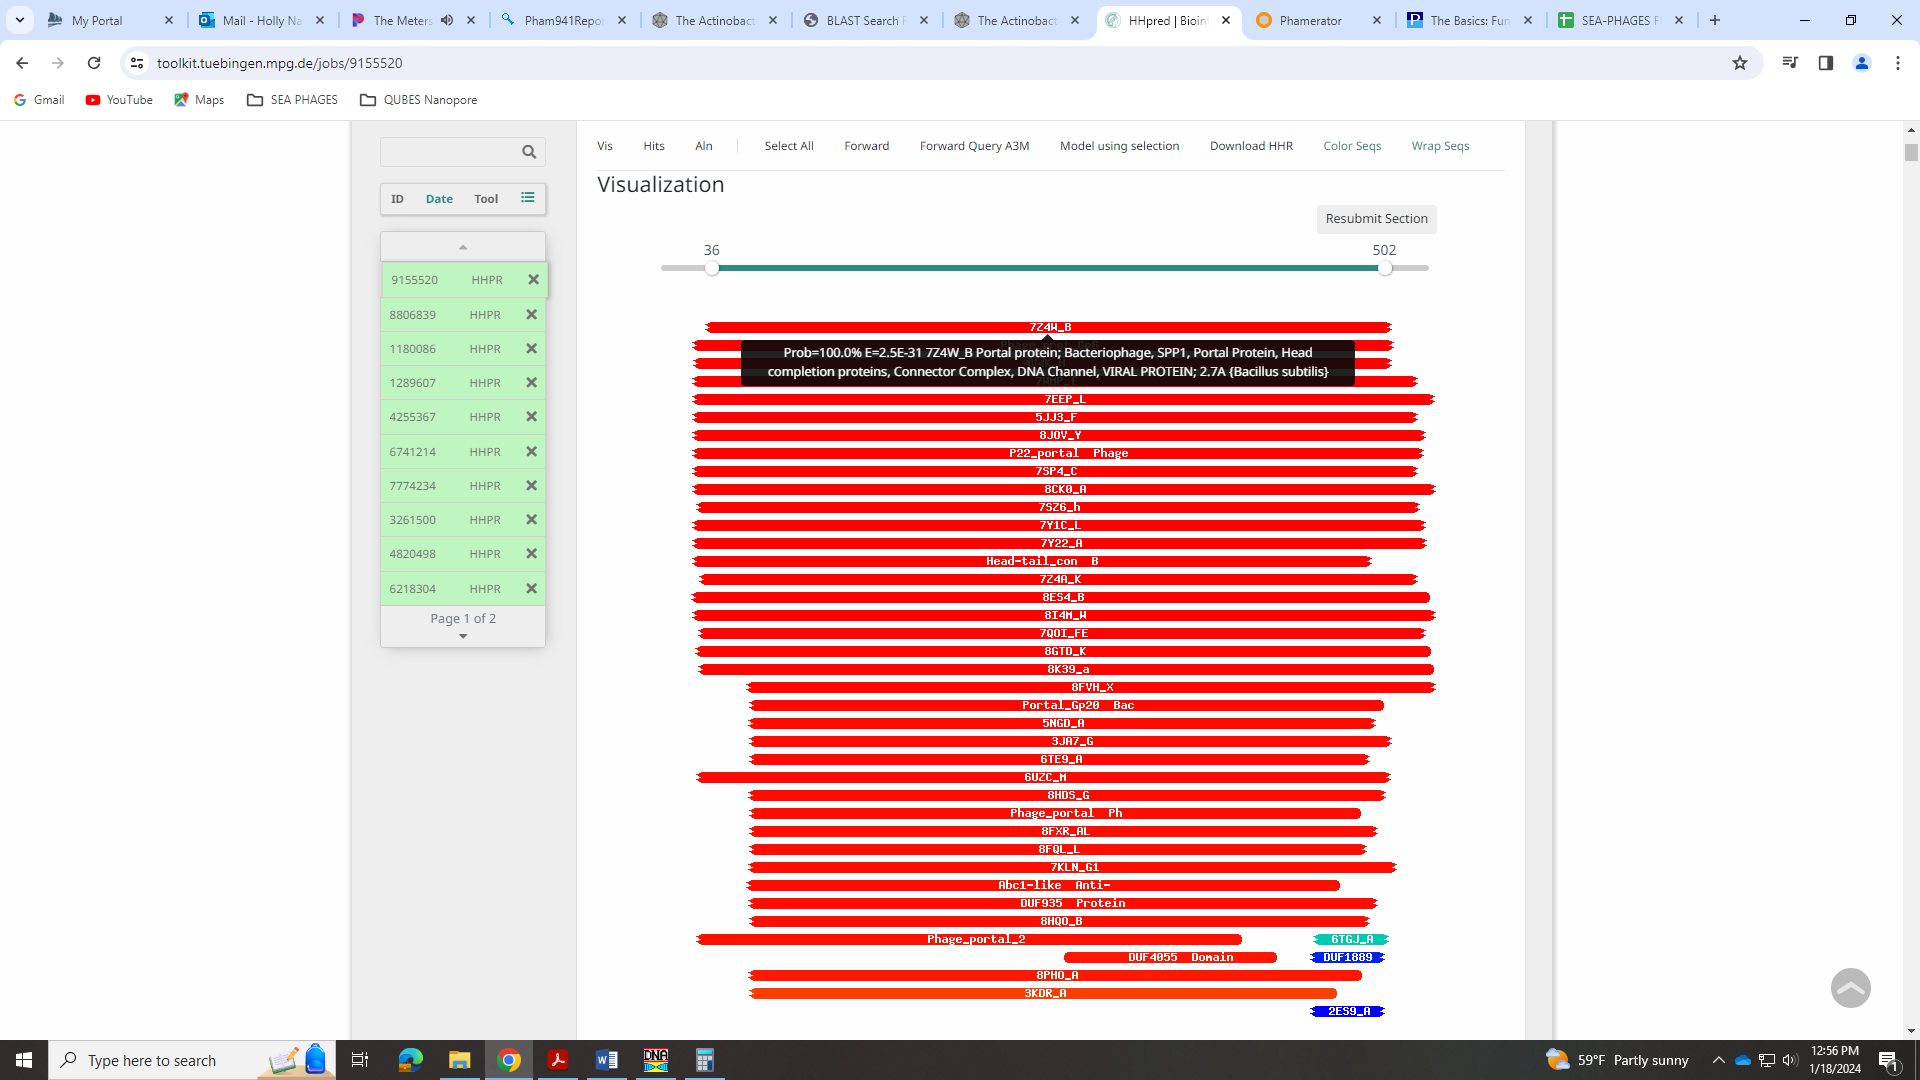 My Portal
Mail - Holly Na
The Meters
Pham941Repo
The Actinobact
BLAST Search R
The Actinobact
HHpred | Bioin
Phamerator
The Basics: Fun
SEA-PHAGES F
toolkit.tuebingen.mpg.de/jobs/9155520
Gmail
YouTube
Maps
SEA PHAGES
QUBES Nanopore
Vis
Hits
Aln
Select All
Forward
Forward Query A3M
Model using selection
Download HHR
Color Seqs
Wrap Seqs
ID
Date
Tool
9155520 HHPR
8806839 HHPR
1180086 HHPR
1289607 HHPR
4255367 HHPR
6741214 HHPR
7774234 HHPR
3261500 HHPR
4820498 HHPR
6218304 HHPR
Page 1 of 2
Visualization
Resubmit Section
36
502
7Z4W_B
Prob=100.0% E=2.5E-31 7Z4W_B Portal protein; Bacteriophage, SPP1, Portal Protein, Head
completion proteins, Connector Complex, DNA Channel, VIRAL PROTEIN; 2.7A {Bacillus subtilis}
7EEP_L
5JJ3_F
8JOV_Y
P22_portal Phage
7SP4_C
8CK0_A
7SZ6_h
7Y1C_L
7Y22_A
Head-tail_con B
7Z4A_K
8ES4_B
8I4M_W
7QOI_FE
8GTD_K
8K39_a
8FVH_X
Portal_Gp20 Bac
5NGD_A
3JA7_G
6TE9_A
6UZC_M
8HDS_G
Phage_portal Ph
8FXR_AL
8FQL_L
7KLN_G1
Abc1-like Anti-
DUF935 Protein
8HQO_B
Phage_portal_2
6TGJ_A
DUF4055 Domain
DUF1889
8PHO_A
3KDR_A
2ES9_A
Type here to search
DNA
59°F Partly sunny
12:56 PM
1/18/2024
1